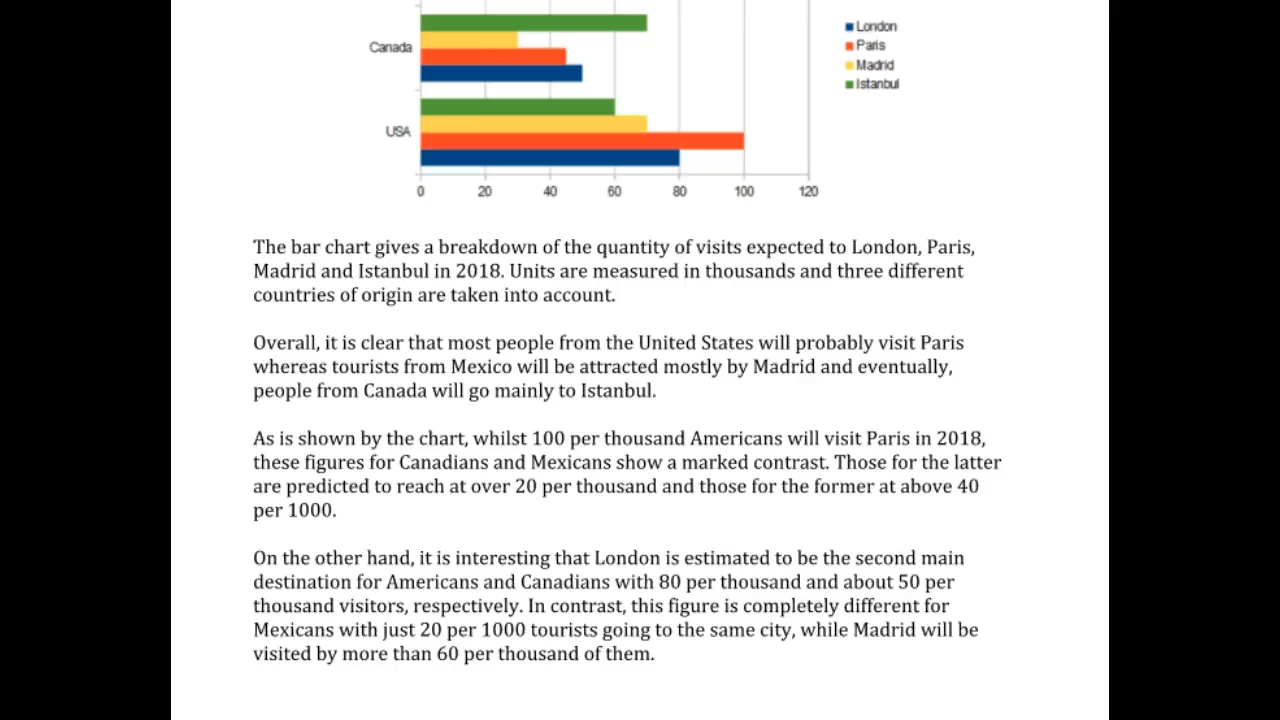 London
Canada
Paris
Madrid
Istanbul
USA
0 20 40 60 80 100 120
The bar chart gives a breakdown of the quantity of visits expected to London, Paris,
Madrid and Istanbul in 2018. Units are measured in thousands and three different
countries of origin are taken into account.
Overall, it is clear that most people from the United States will probably visit Paris
whereas tourists from Mexico will be attracted mostly by Madrid and eventually,
people from Canada will go mainly to Istanbul.
As is shown by the chart, whilst 100 per thousand Americans will visit Paris in 2018,
these figures for Canadians and Mexicans show a marked contrast. Those for the latter
are predicted to reach at over 20 per thousand and those for the former at above 40
per 1000.
On the other hand, it is interesting that London is estimated to be the second main
destination for Americans and Canadians with 80 per thousand and about 50 per
thousand visitors, respectively. In contrast, this figure is completely different for
Mexicans with just 20 per 1000 tourists going to the same city, while Madrid will be
visited by more than 60 per thousand of them.